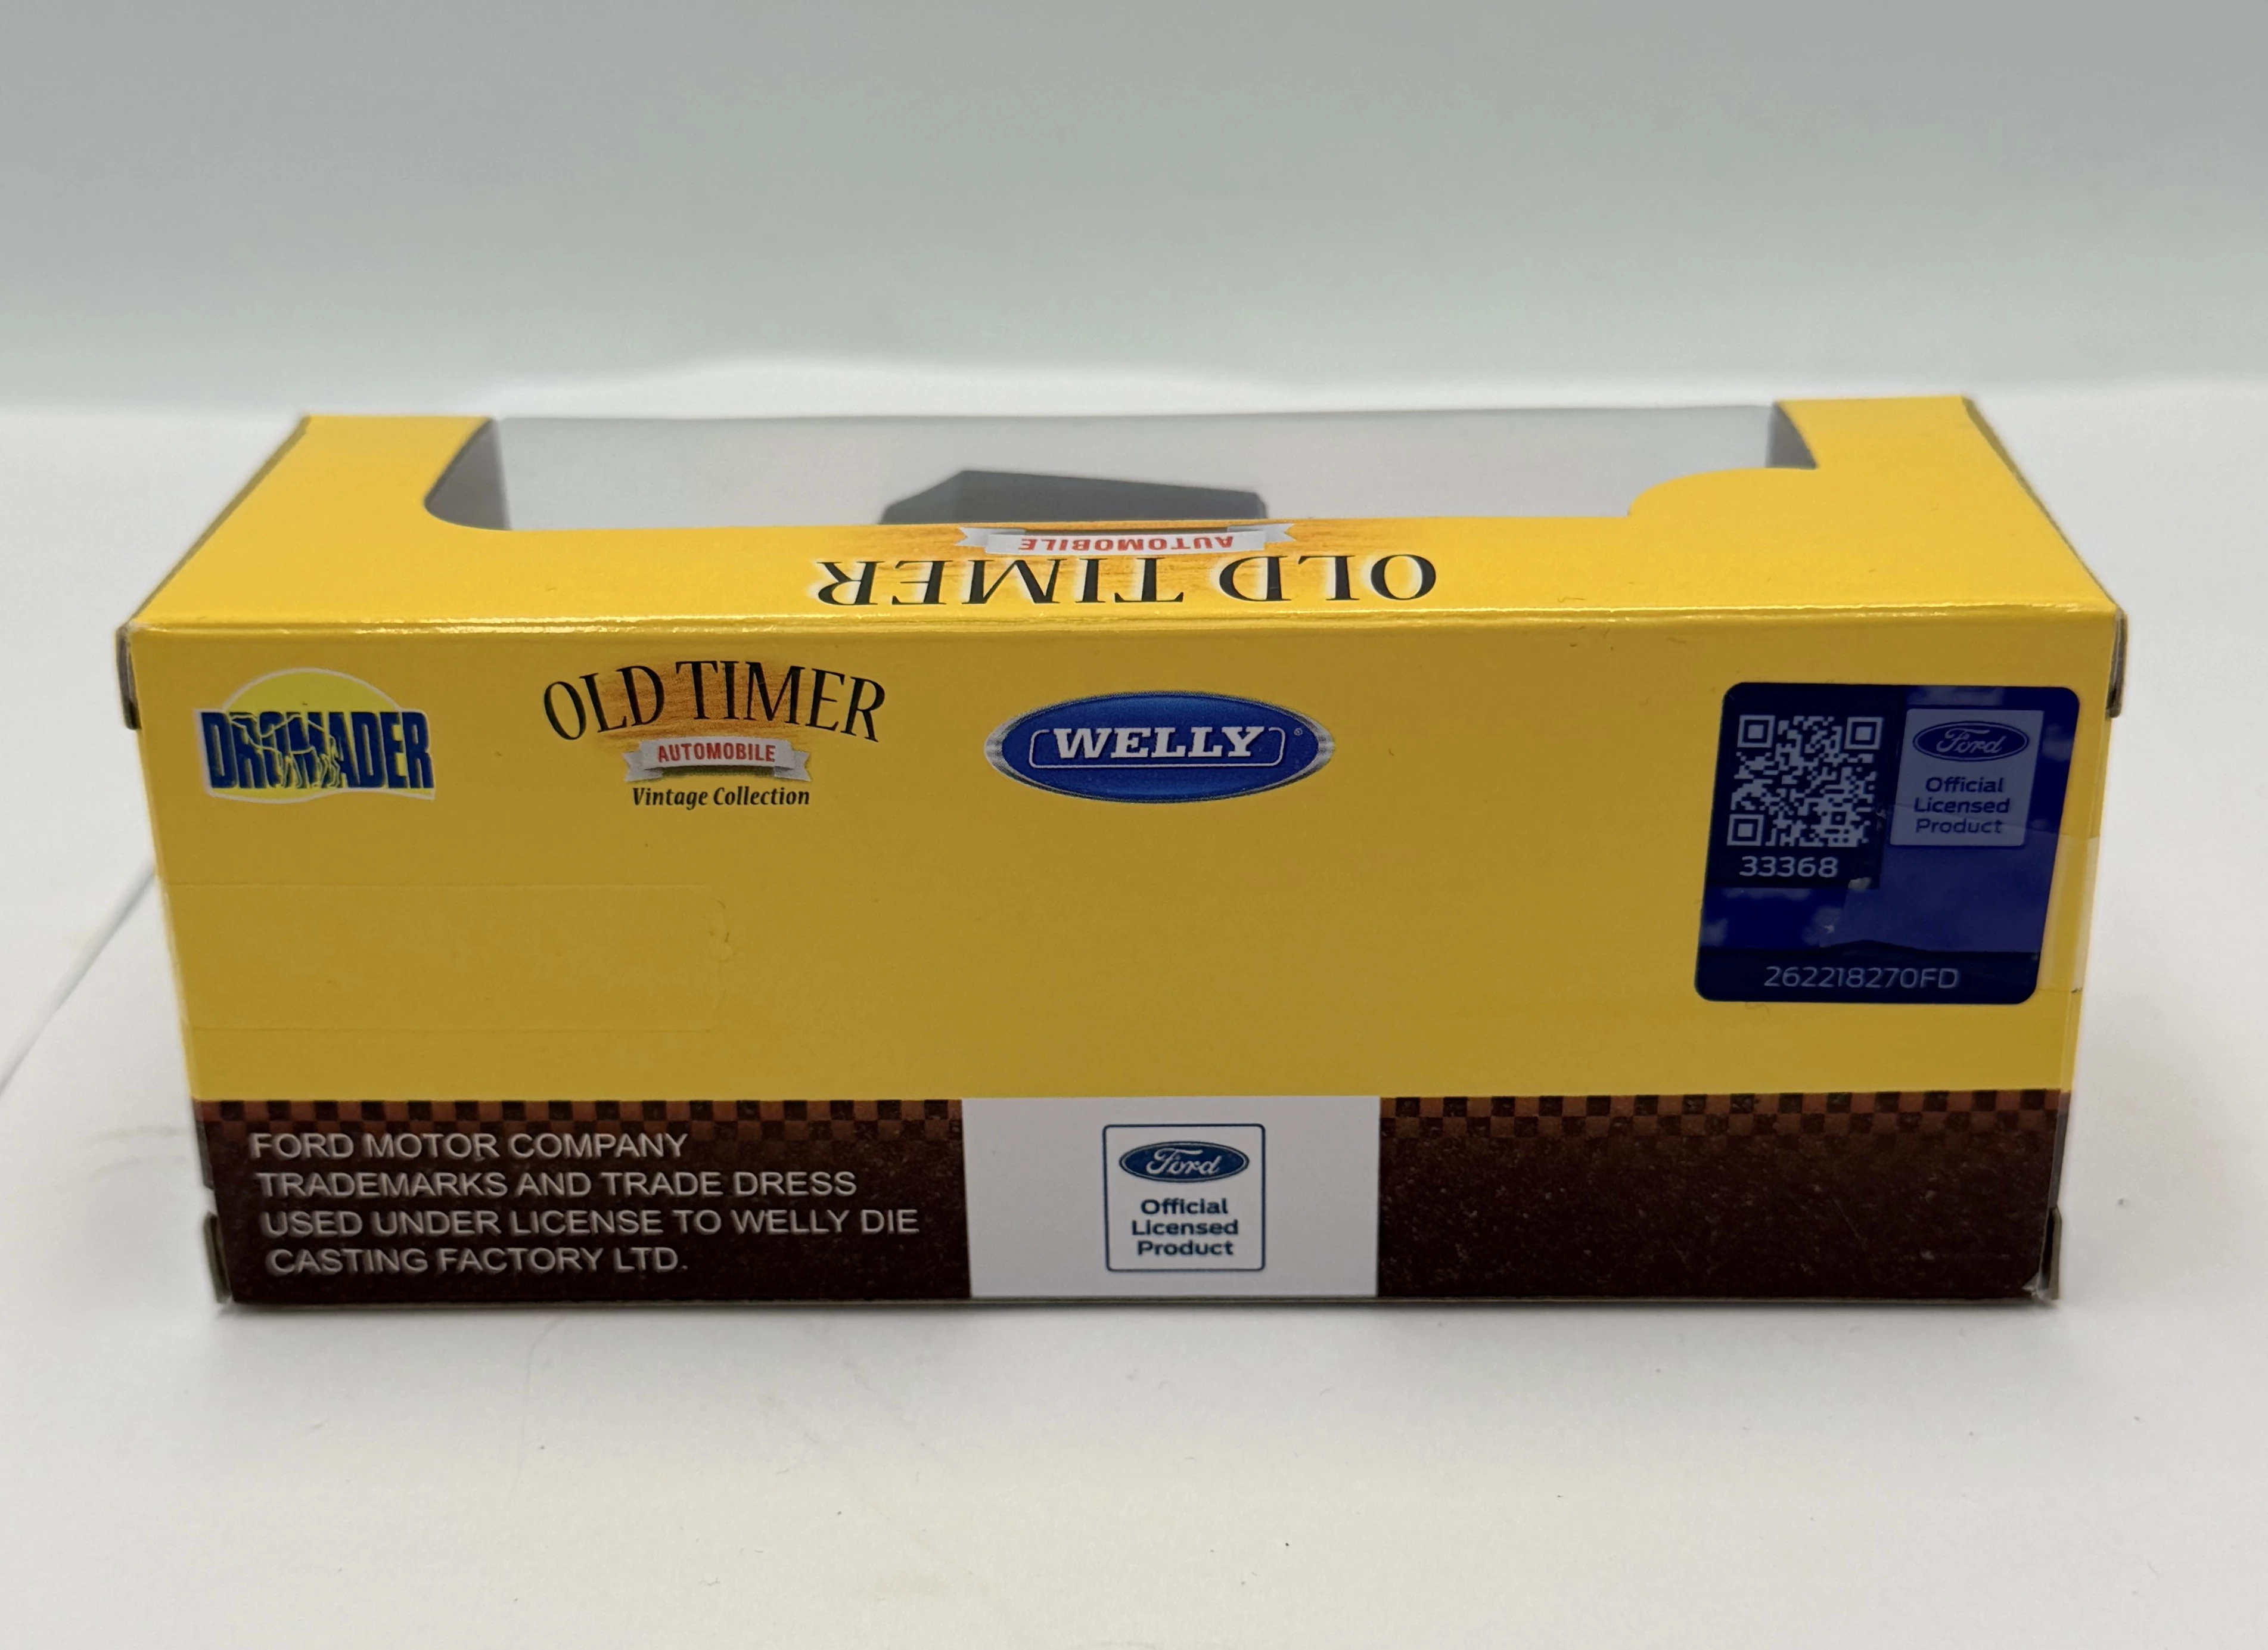 AUTOMOBILE
OLD TIMER
DROMADER
OLD TIMER
AUTOMOBILE
Vintage Collection
WELLY®
Ford
Official
Licensed
Product
33368
262218270FD
FORD MOTOR COMPANY
TRADEMARKS AND TRADE DRESS
USED UNDER LICENSE TO WELLY DIE
CASTING FACTORY LTD.
Ford
Official
Licensed
Product